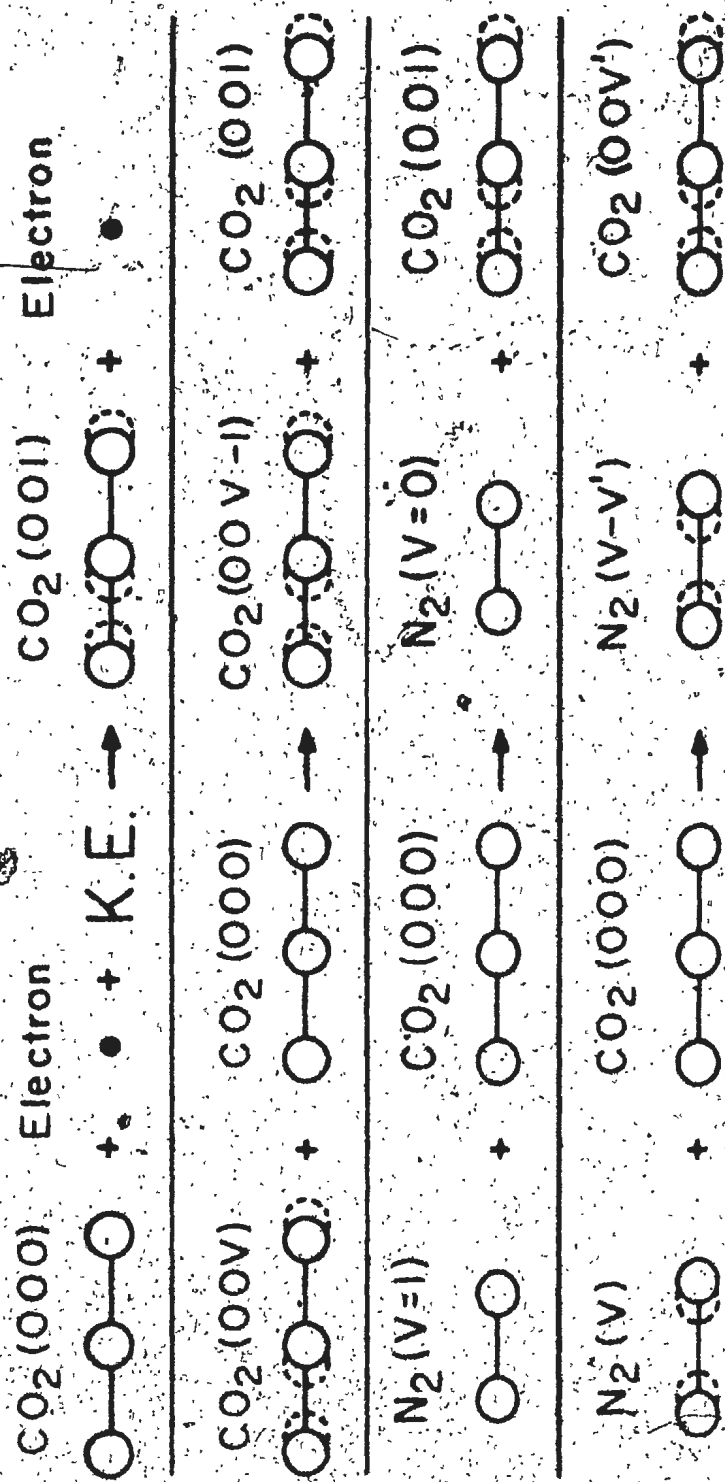 CO2 (000) + Electron + K.E. → CO2 (001) + Electron
CO2 (00V) + CO2 (000) → CO2 (00V-1) + CO2 (001)
N2 (V=1) + CO2 (000) → N2 (V=0) + CO2 (001)
N2 (V) + CO2 (000) → N2 (V-V') + CO2 (00V')